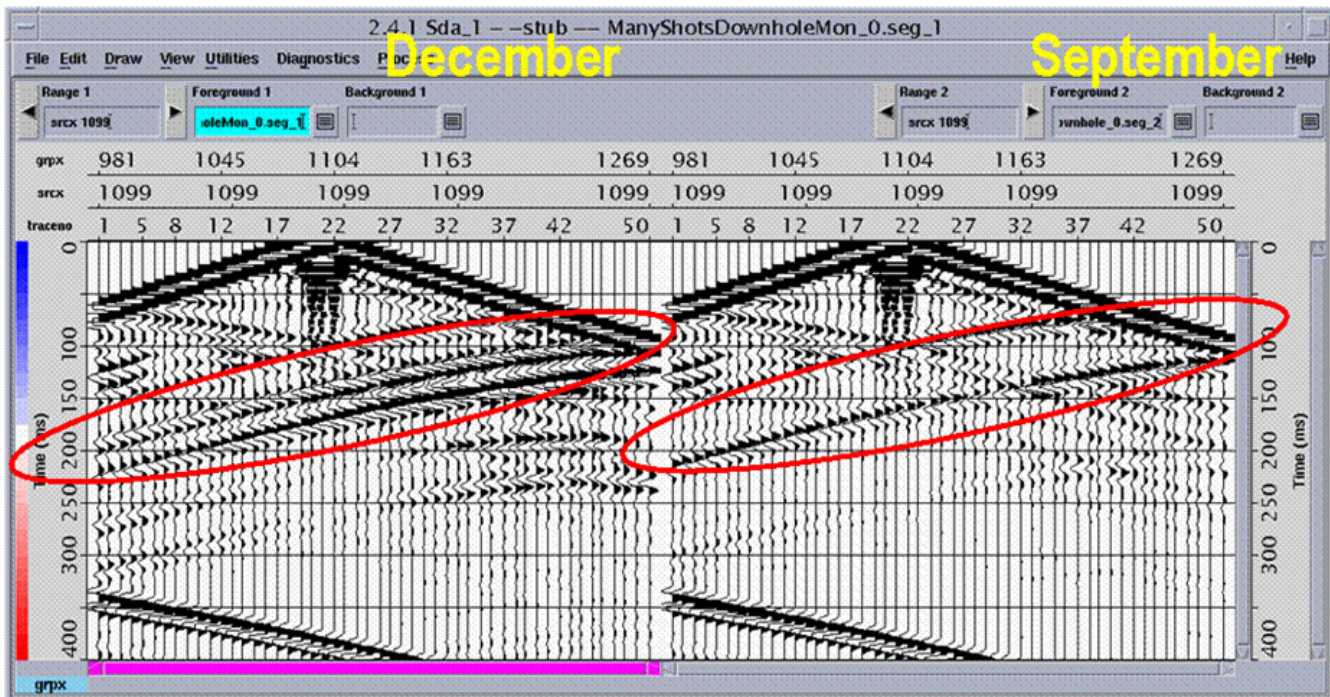 2.4.1 Sda_1 - -stub -- ManyShotsDownholeMon_0.seg_1
December
September
File Edit Draw View Utilities Diagnostics Help
Range 1 Foreground 1 Background 1 Range 2 Foreground 2 Background 2
srcx 1099 oleMon_0.seg_1 srcx 1099 ownhole_0.seg_2
grpx 981 1045 1104 1163 1269 981 1045 1104 1163 1269
srcx 1099 1099 1099 1099 1099 1099 1099 1099 1099 1099
traceno 1 5 8 12 17 22 27 32 37 42 50 1 5 8 12 17 22 27 32 37 42 50
0 0
100 100
150 150
200 200
250 250
300 300
400 400
Time (ms) Time (ms)
grpx